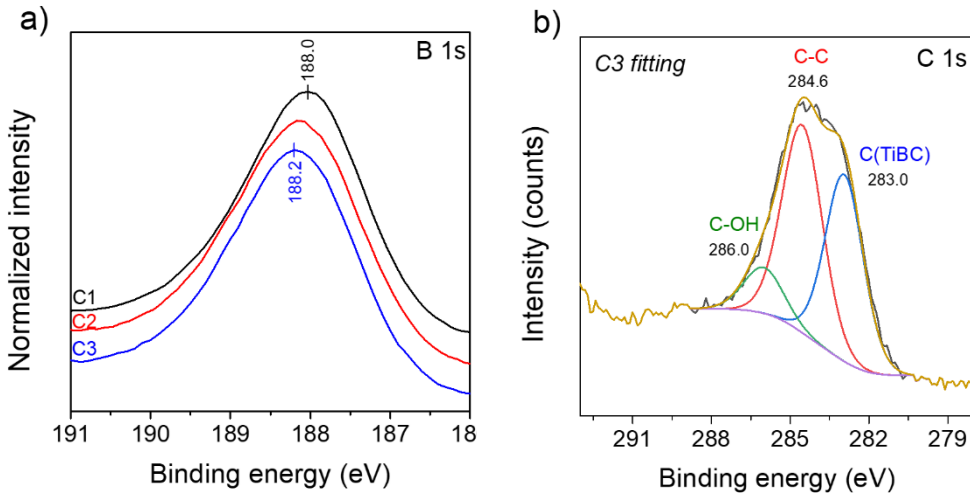 a)
B 1s
188.0
188.2
C1
C2
C3
Normalized intensity
191 190 189 188 187 18
Binding energy (eV)
b)
C3 fitting
C 1s
C-C
284.6
C(TiBC)
283.0
C-OH
286.0
Intensity (counts)
291 288 285 282 279
Binding energy (eV)